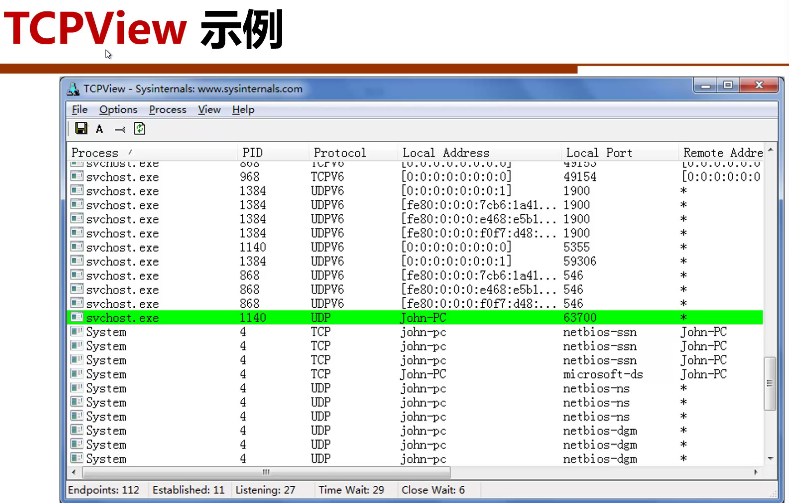 TCPView 示例
TCPView - Sysinternals: www.sysinternals.com
File Options Process View Help
A
Process / PID Protocol Local Address Local Port Remote Addre
svchost.exe 868 TCPV6 [0:0:0:0:0:0:0:0] 49153 [0:0:0:0:0
svchost.exe 968 TCPV6 [0:0:0:0:0:0:0:0] 49154 [0:0:0:0:0
svchost.exe 1384 UDPV6 [0:0:0:0:0:0:0:1] 1900 *
svchost.exe 1384 UDPV6 [fe80:0:0:0:7cb6:1a41... 1900 *
svchost.exe 1384 UDPV6 [fe80:0:0:0:e468:e5b1... 1900 *
svchost.exe 1384 UDPV6 [fe80:0:0:0:f0f7:d48:... 1900 *
svchost.exe 1140 UDPV6 [0:0:0:0:0:0:0:0] 5355 *
svchost.exe 1384 UDPV6 [0:0:0:0:0:0:0:1] 59306 *
svchost.exe 868 UDPV6 [fe80:0:0:0:7cb6:1a41... 546 *
svchost.exe 868 UDPV6 [fe80:0:0:0:e468:e5b1... 546 *
svchost.exe 868 UDPV6 [fe80:0:0:0:f0f7:d48:... 546 *
svchost.exe 1140 UDP John-PC 63700 *
System 4 TCP john-pc netbios-ssn John-PC
System 4 TCP john-pc netbios-ssn John-PC
System 4 TCP john-pc netbios-ssn John-PC
System 4 TCP John-PC microsoft-ds John-PC
System 4 UDP john-pc netbios-ns *
System 4 UDP john-pc netbios-ns *
System 4 UDP john-pc netbios-ns *
System 4 UDP john-pc netbios-dgm *
System 4 UDP john-pc netbios-dgm *
System 4 UDP john-pc netbios-dgm *
Endpoints: 112 Established: 11 Listening: 27 Time Wait: 29 Close Wait: 6